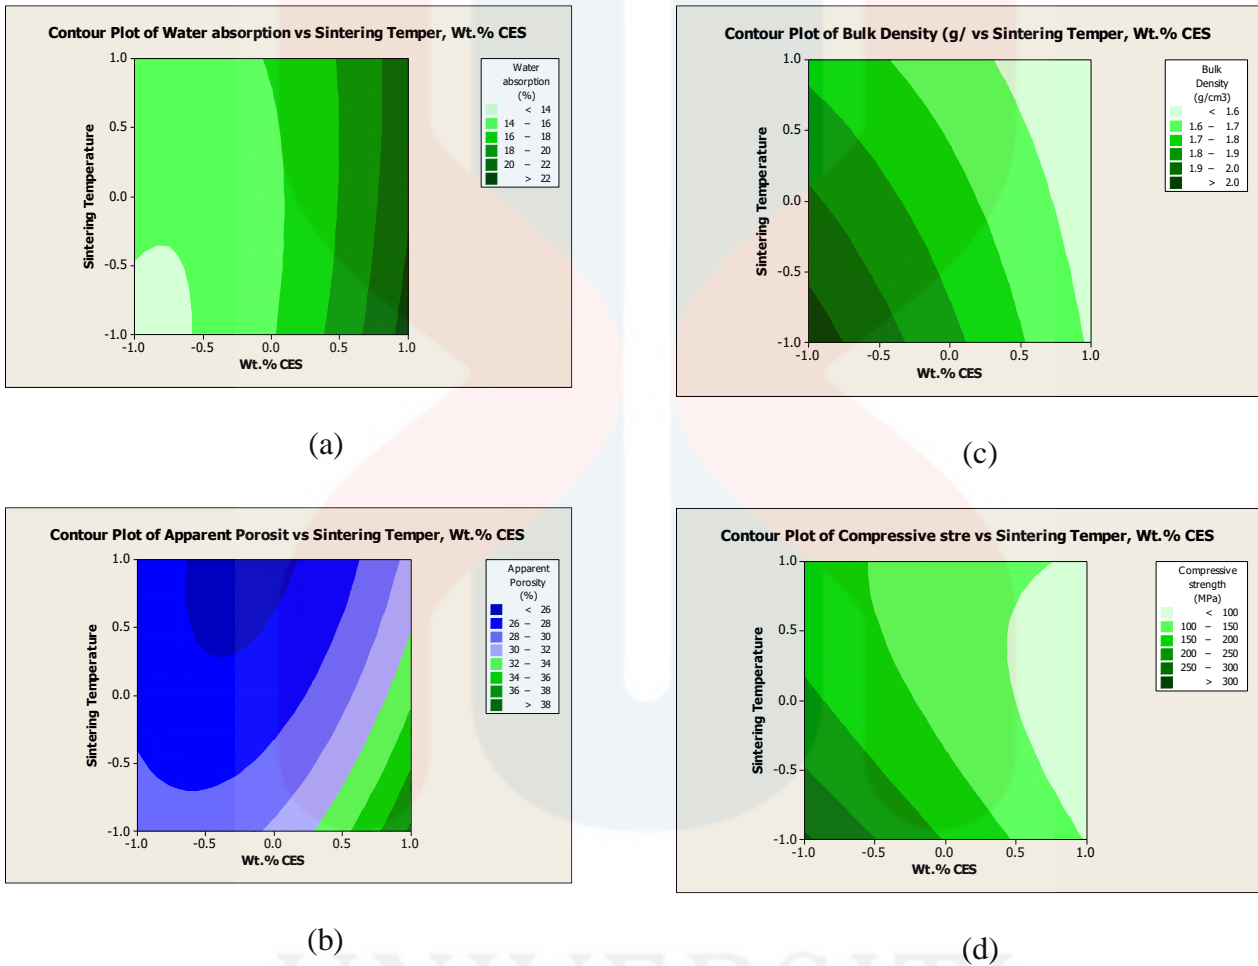 Contour Plot of Water absorption vs Sintering Temper, Wt.% CES
Sintering Temperature
1.0
0.5
0.0
-0.5
-1.0
-1.0 -0.5 0.0 0.5 1.0
Wt.% CES
Water
absorption
(%)
< 14
14 – 16
16 – 18
18 – 20
20 – 22
> 22
(a)
Contour Plot of Bulk Density (g/ vs Sintering Temper, Wt.% CES
Sintering Temperature
1.0
0.5
0.0
-0.5
-1.0
-1.0 -0.5 0.0 0.5 1.0
Wt.% CES
Bulk
Density
(g/cm3)
< 1.6
1.6 – 1.7
1.7 – 1.8
1.8 – 1.9
1.9 – 2.0
> 2.0
(c)
Contour Plot of Apparent Porosit vs Sintering Temper, Wt.% CES
Sintering Temperature
1.0
0.5
0.0
-0.5
-1.0
-1.0 -0.5 0.0 0.5 1.0
Wt.% CES
Apparent
Porosity
(%)
< 26
26 – 28
28 – 30
30 – 32
32 – 34
34 – 36
36 – 38
> 38
(b)
Contour Plot of Compressive stre vs Sintering Temper, Wt.% CES
Sintering Temperature
1.0
0.5
0.0
-0.5
-1.0
-1.0 -0.5 0.0 0.5 1.0
Wt.% CES
Compressive
strength
(MPa)
< 100
100 – 150
150 – 200
200 – 250
250 – 300
> 300
(d)
UNIVERSITI